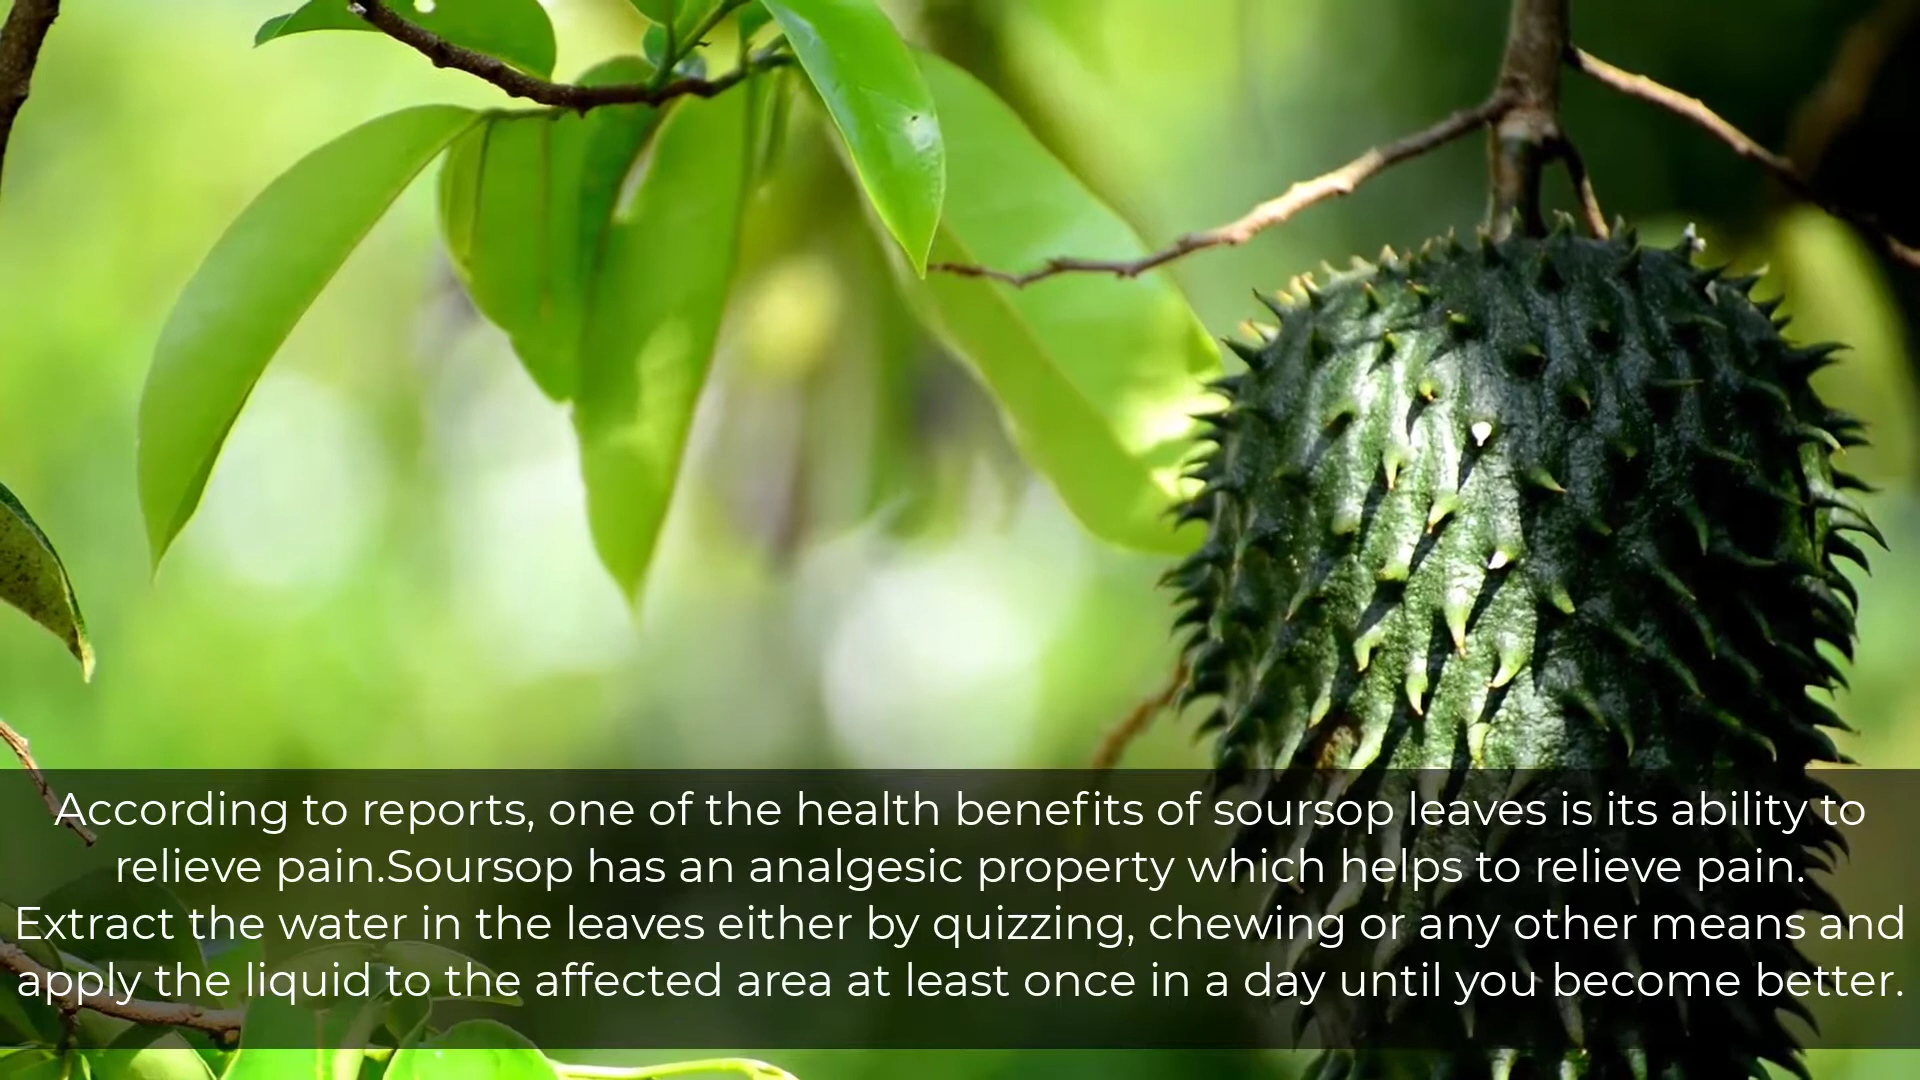 According to reports, one of the health benefits of soursop leaves is its ability to
relieve pain.Soursop has an analgesic property which helps to relieve pain.
Extract the water in the leaves either by quizzing, chewing or any other means and
apply the liquid to the affected area at least once in a day until you become better.